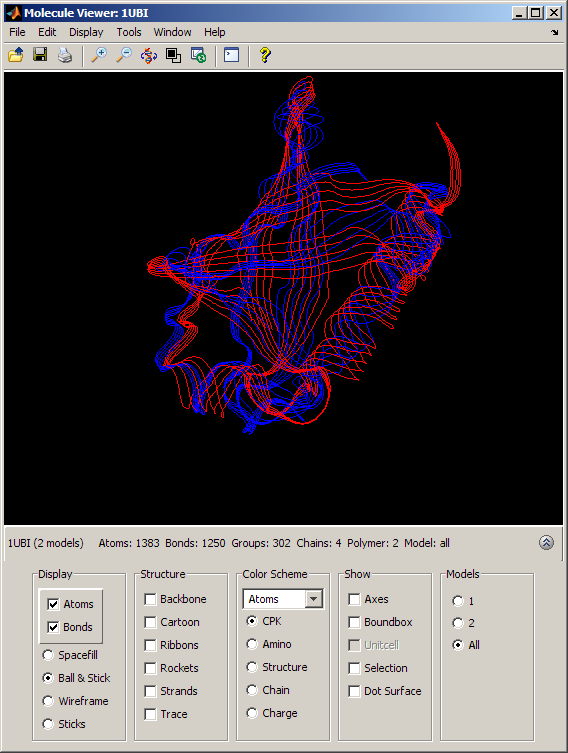 Molecule Viewer: 1UBI
File Edit Display Tools Window Help
1UBI (2 models) Atoms: 1383 Bonds: 1250 Groups: 302 Chains: 4 Polymer: 2 Model: all
Display Structure Color Scheme Show Models
Atoms Backbone Atoms Axes 1
Bonds Cartoon CPK Boundbox 2
Spacefill Ribbons Amino Unitcell All
Ball & Stick Rockets Structure Selection
Wireframe Strands Chain Dot Surface
Sticks Trace Charge